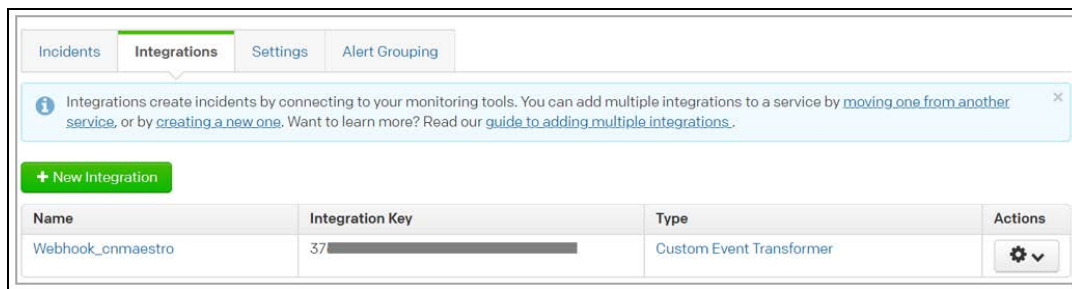 Incidents Integrations Settings Alert Grouping
Integrations create incidents by connecting to your monitoring tools. You can add multiple integrations to a service by moving one from another
service, or by creating a new one. Want to learn more? Read our guide to adding multiple integrations .
+ New Integration
Name Integration Key Type Actions
Webhook_cnmaestro 37 Custom Event Transformer